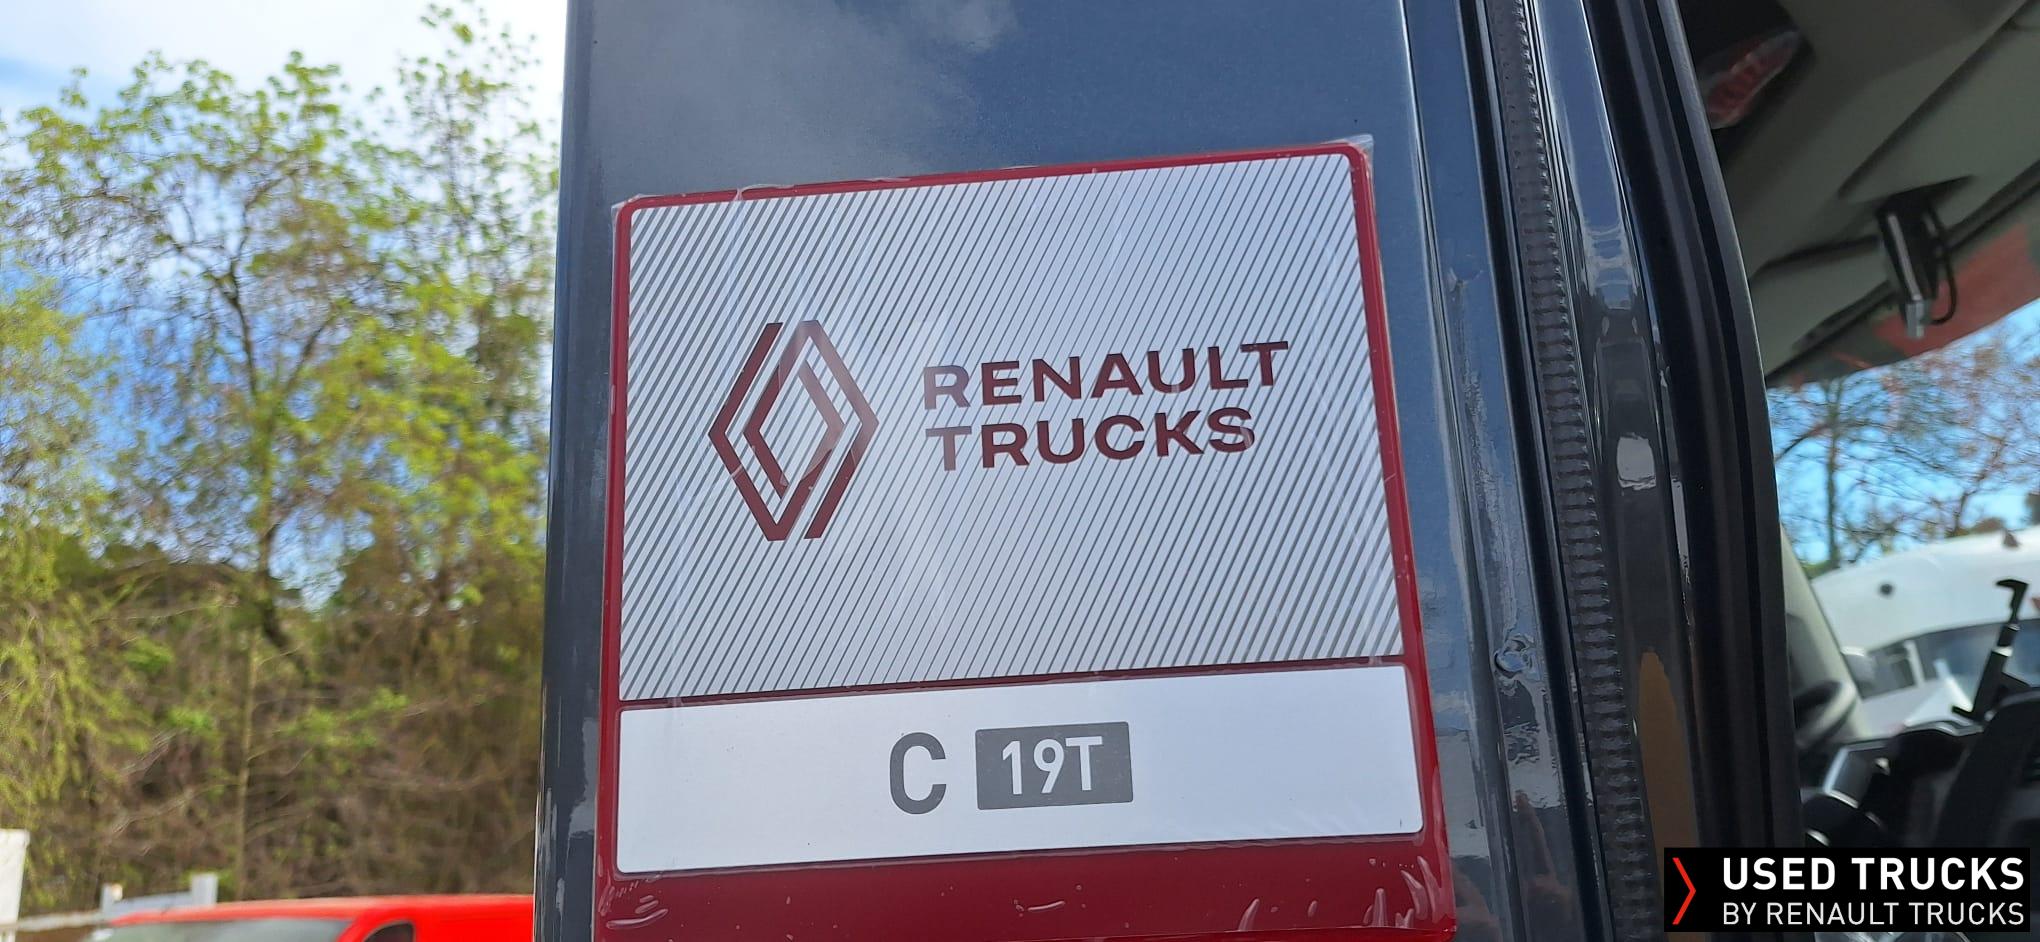 RENAULT
TRUCKS
C 19T
USED TRUCKS
BY RENAULT TRUCKS